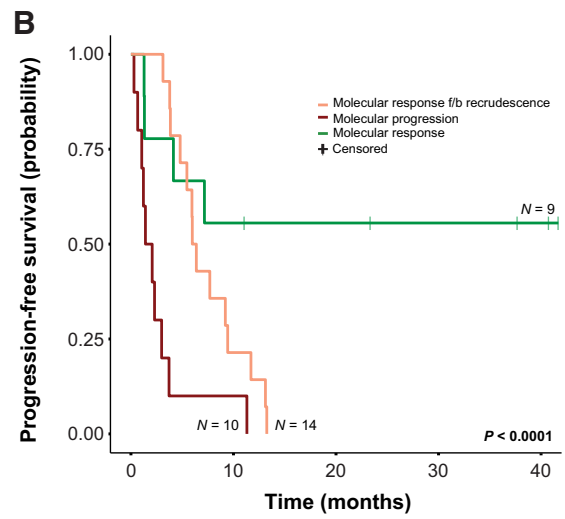 B
Progression-free survival (probability)
1.00
0.75
0.50
0.25
0.00
Molecular response f/b recrudescence
Molecular progression
Molecular response
Censored
N = 9
N = 10
N = 14
P < 0.0001
0 10 20 30 40
Time (months)